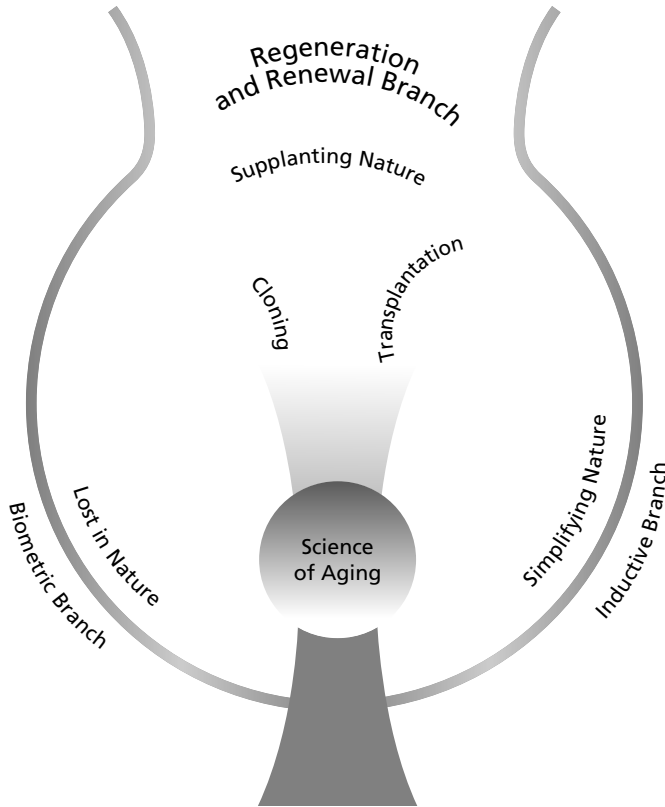 Regeneration
and Renewal Branch
Supplanting Nature
Cloning
Transplantation
Lost in Nature
Biometric Branch
Simplifying Nature
Inductive Branch
Science
of Aging